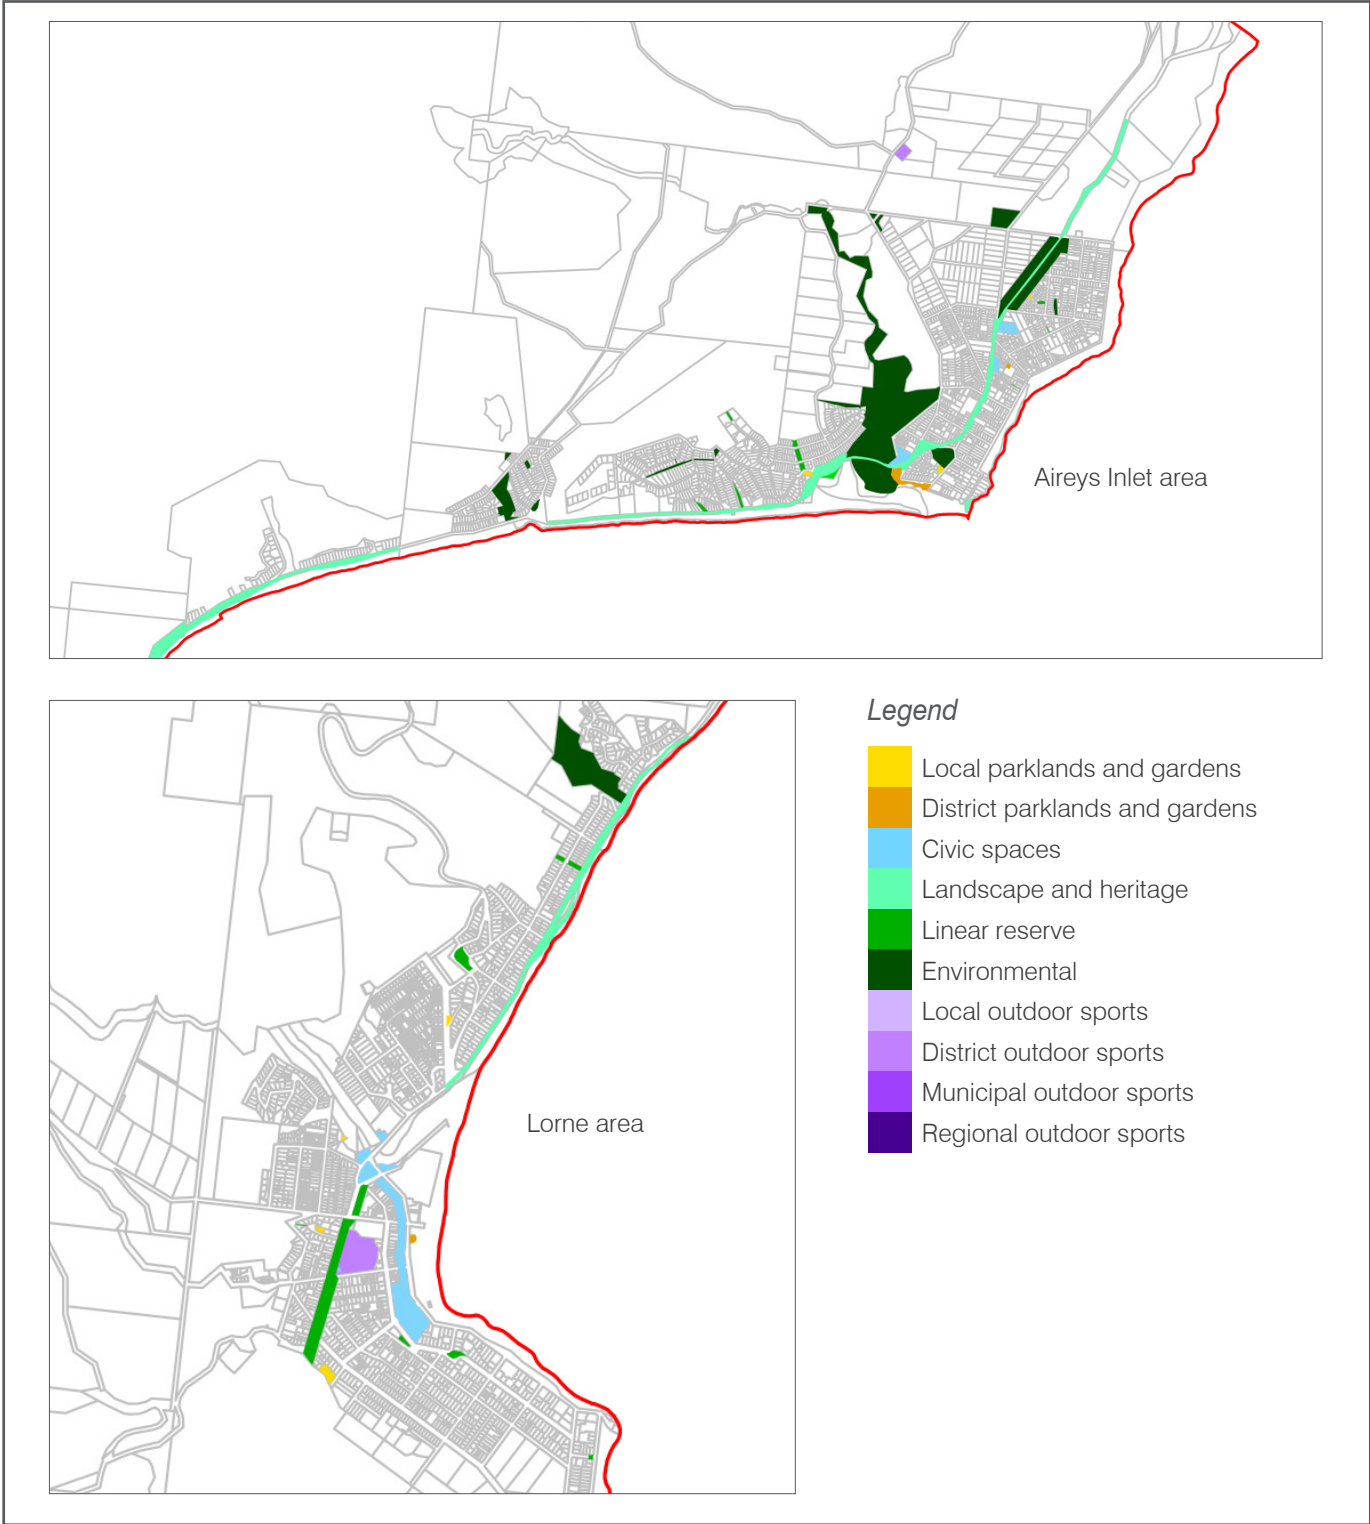 Aireys Inlet area
Legend
Local parklands and gardens
District parklands and gardens
Civic spaces
Landscape and heritage
Linear reserve
Environmental
Local outdoor sports
District outdoor sports
Municipal outdoor sports
Regional outdoor sports
Lorne area